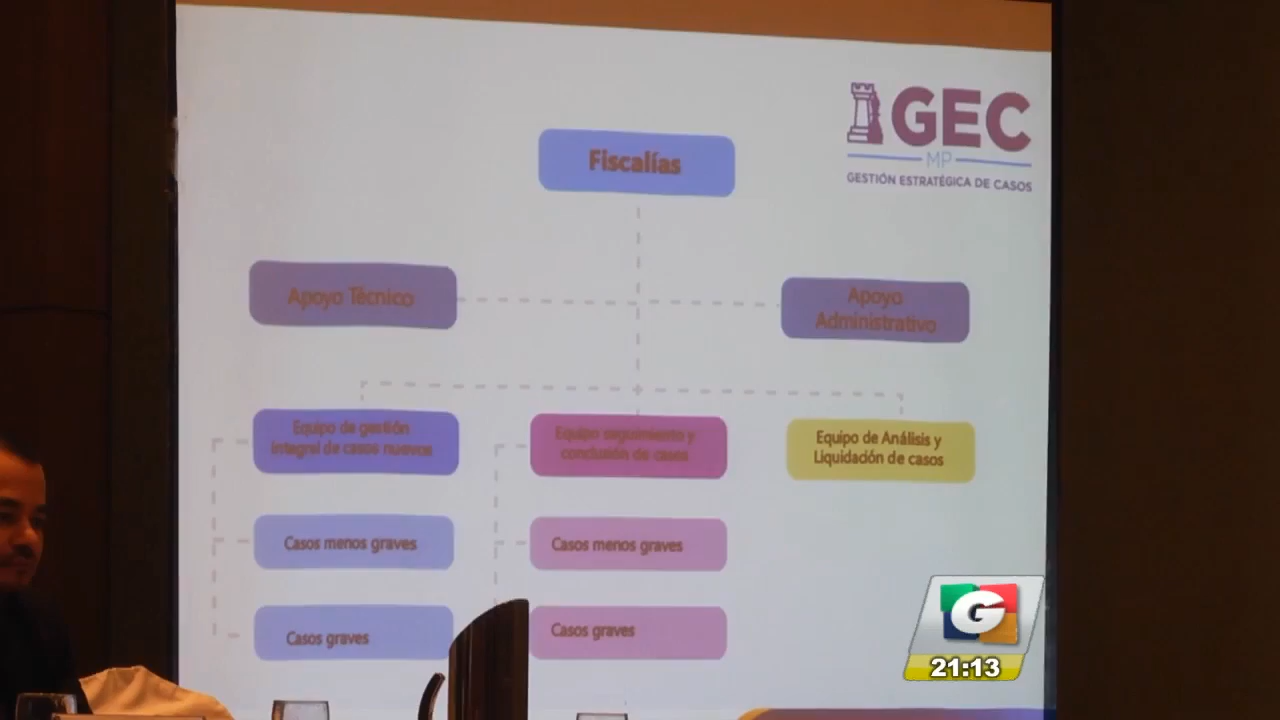 GEC
MP
GESTIÓN ESTRATÉGICA DE CASOS
Fiscalías
Apoyo Técnico
Apoyo
Administrativo
Equipo de gestión
integral de casos nuevos
Equipo seguimiento y
conclusión de casos
Equipo de Análisis y
Liquidación de casos
Casos menos graves
Casos menos graves
Casos graves
Casos graves
G
21:13